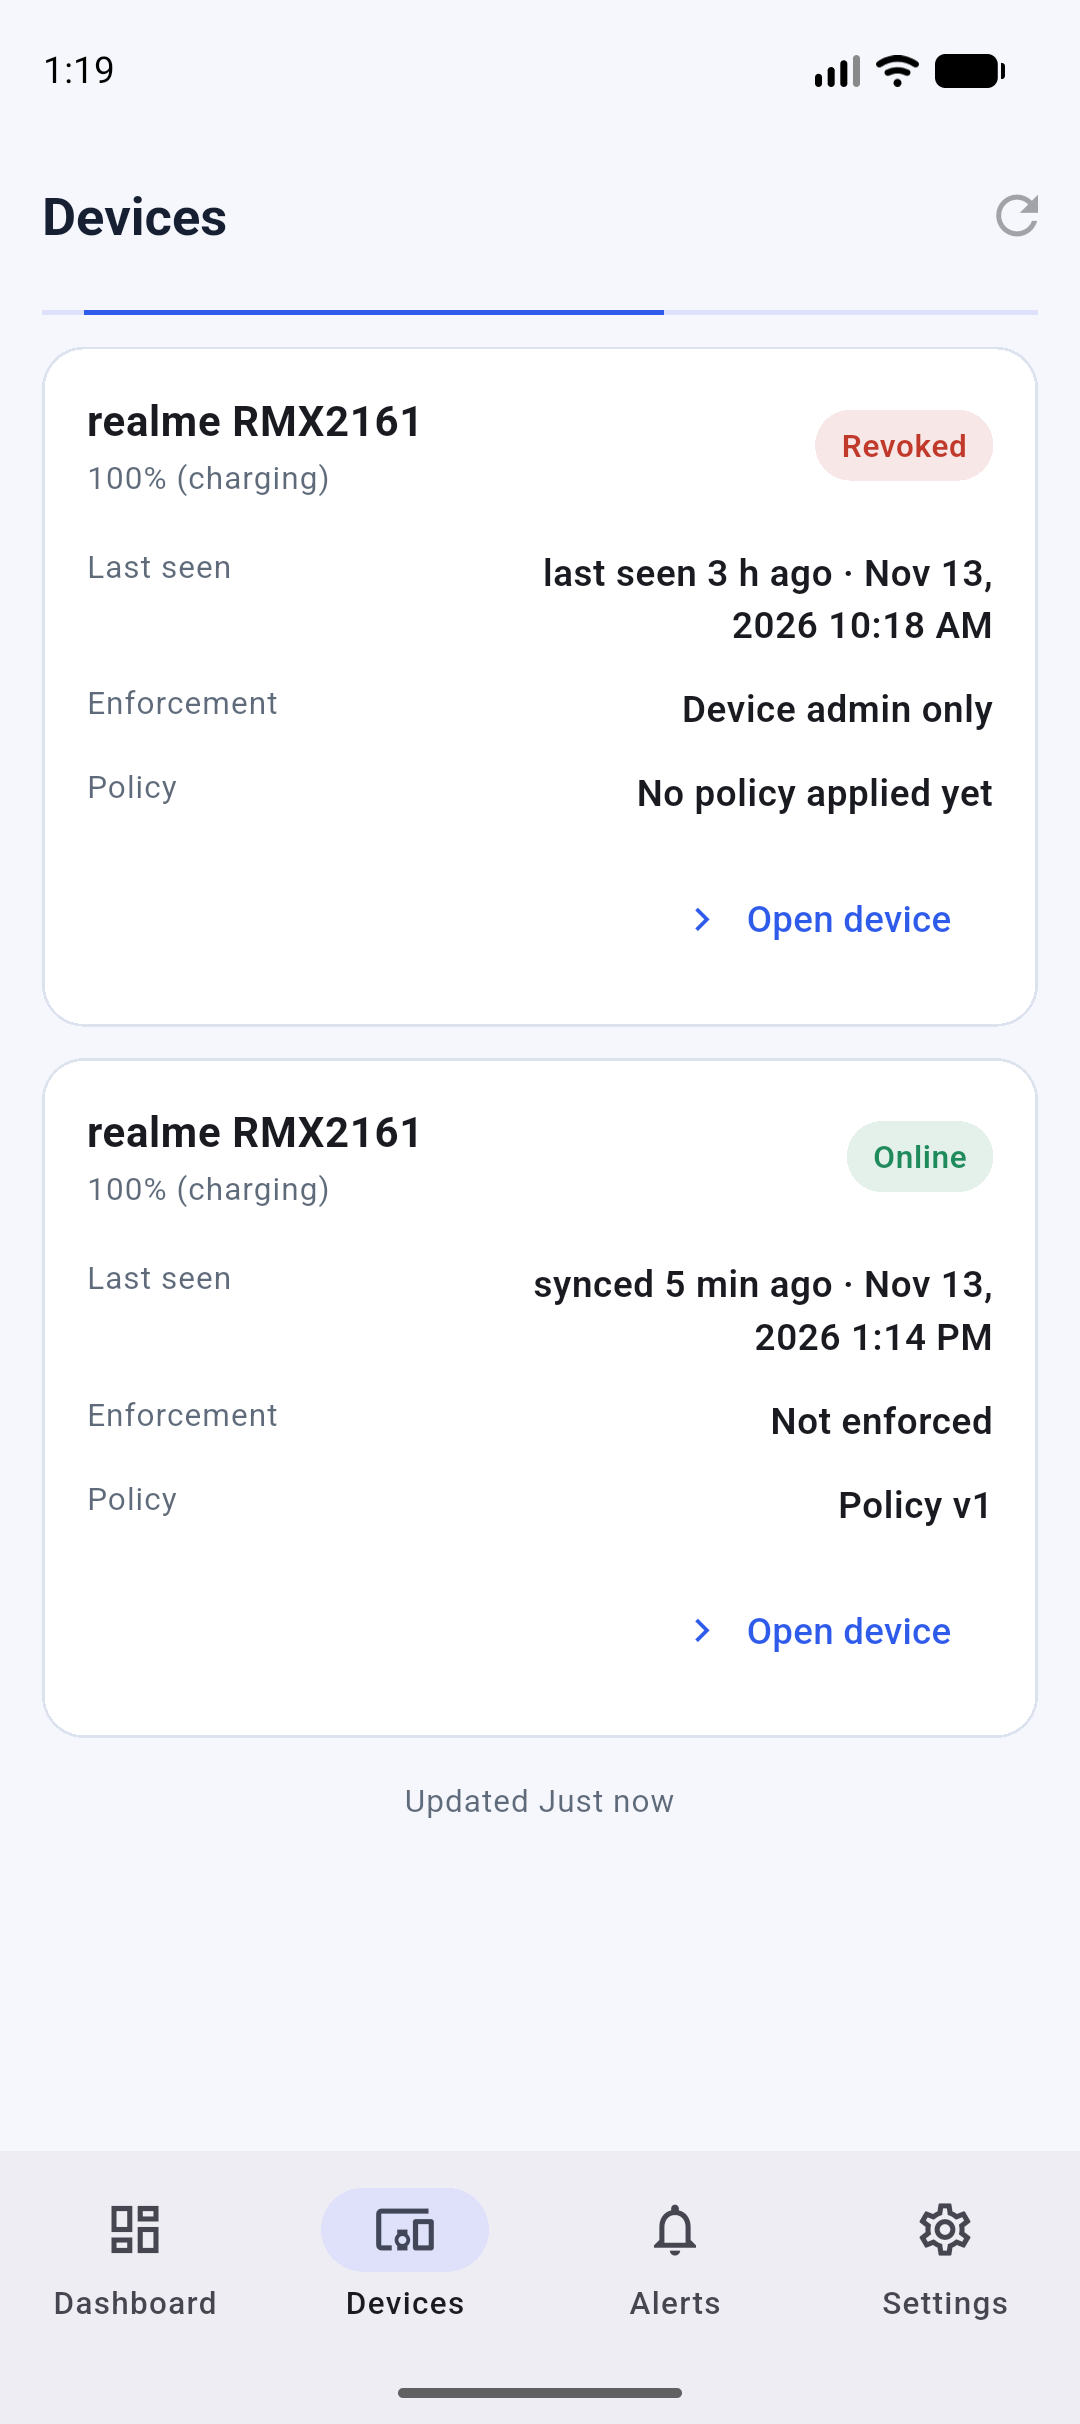 1:19
Devices
realme RMX2161
100% (charging)
Revoked
Last seen
last seen 3 h ago · Nov 13,
2026 10:18 AM
Enforcement
Device admin only
Policy
No policy applied yet
Open device
realme RMX2161
100% (charging)
Online
Last seen
synced 5 min ago · Nov 13,
2026 1:14 PM
Enforcement
Not enforced
Policy
Policy v1
Open device
Updated Just now
Dashboard
Devices
Alerts
Settings